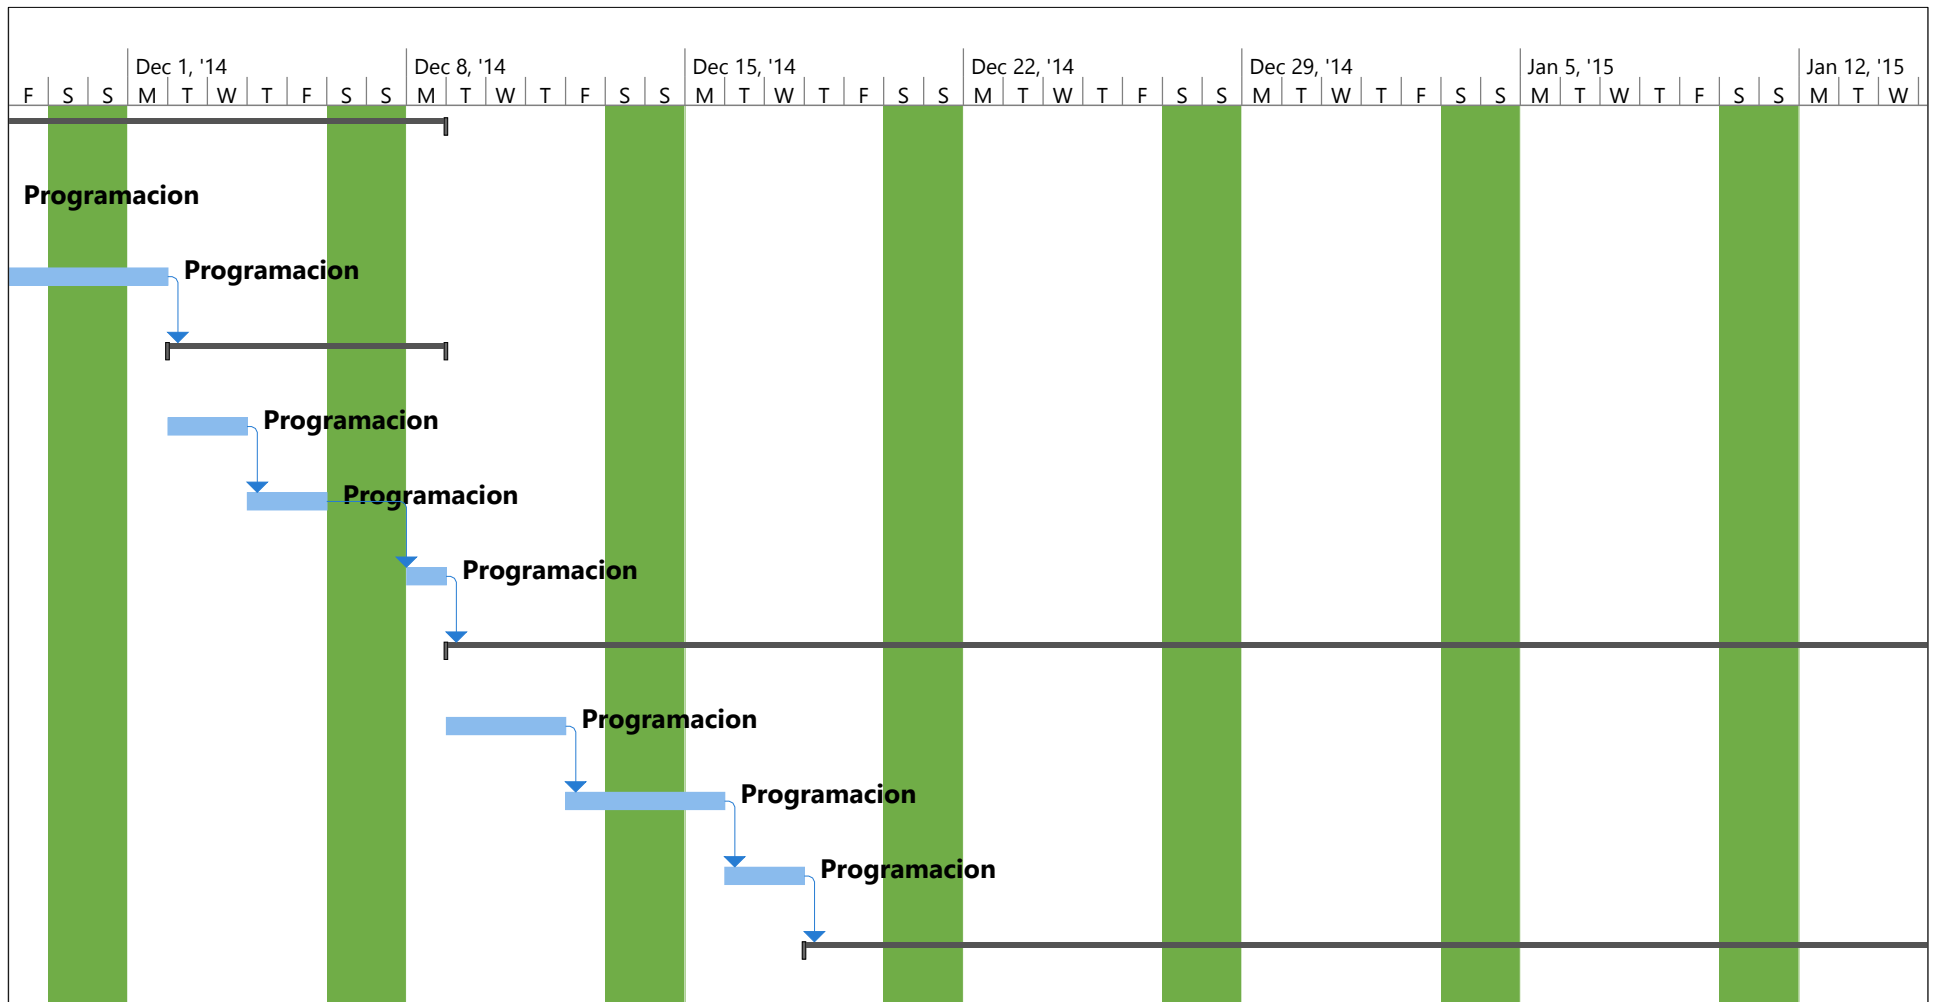 Dec 1, '14 Dec 8, '14 Dec 15, '14 Dec 22, '14 Dec 29, '14 Jan 5, '15 Jan 12, '15
F S S M T W T F S S M T W T F S S M T W T F S S M T W T F S S M T W T F S S M T W T F S S M T W
Programacion
Programacion
Programacion
Programacion
Programacion
Programacion
Programacion
Programacion